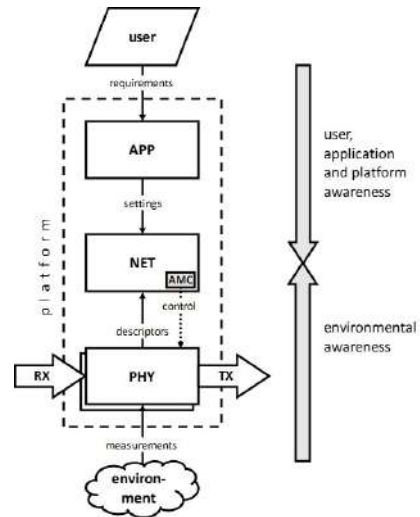 user
requirements
APP
settings
NET
AMC
control
descriptors
RX
PHY
TX
measurements
environ-
ment
platform
user,
application
and platform
awareness
environmental
awareness